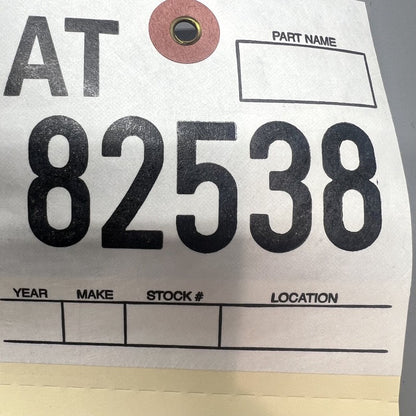 AT
PART NAME
82538
YEAR MAKE STOCK # LOCATION